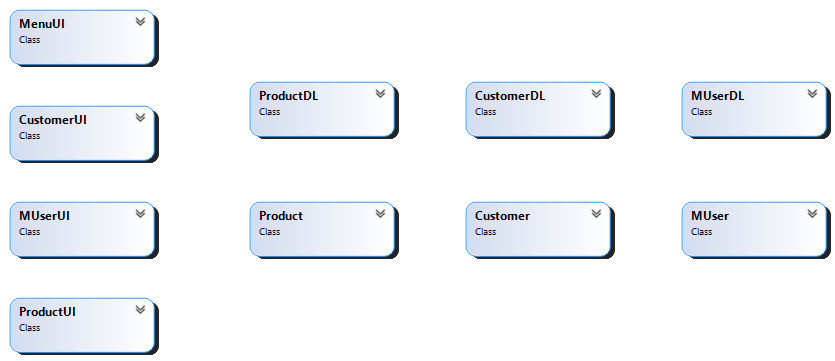 MenuUI
Class
CustomerUI
Class
MUserUI
Class
ProductUI
Class
ProductDL
Class
Product
Class
CustomerDL
Class
Customer
Class
MUserDL
Class
MUser
Class